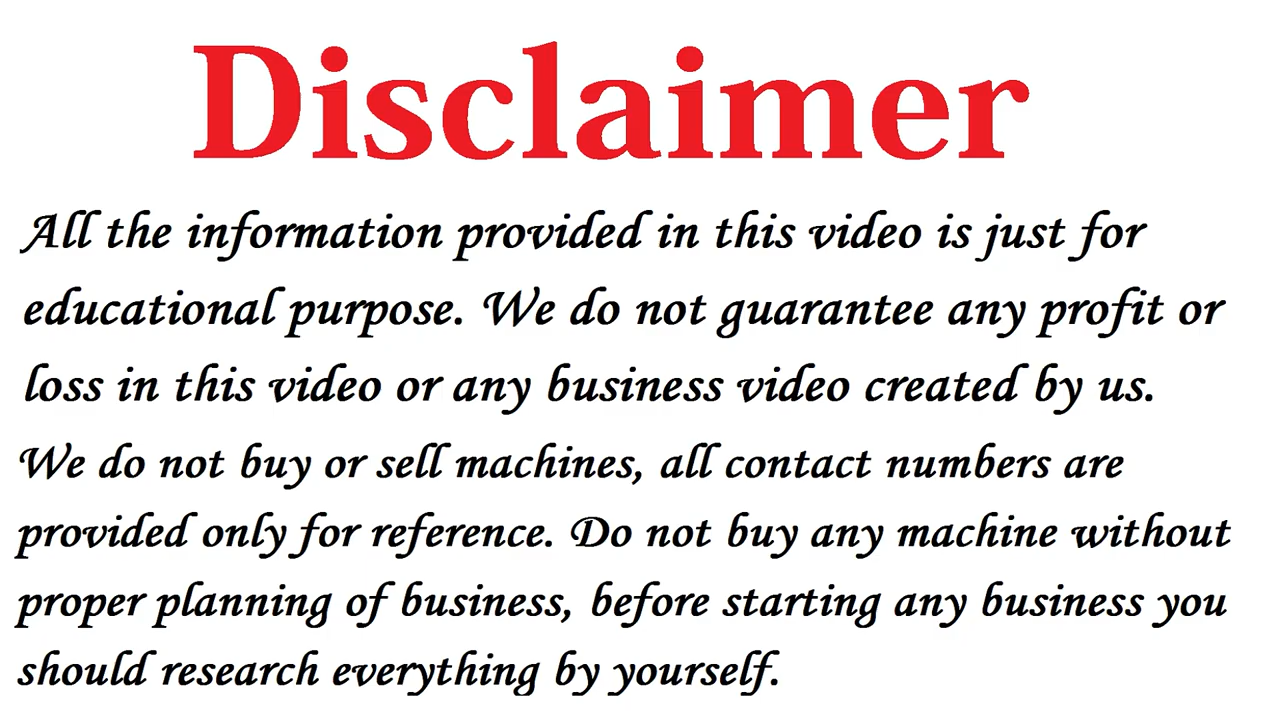 Disclaimer
All the information provided in this video is just for
educational purpose. We do not guarantee any profit or
loss in this video or any business video created by us.
We do not buy or sell machines, all contact numbers are
provided only for reference. Do not buy any machine without
proper planning of business, before starting any business you
should research everything by yourself.